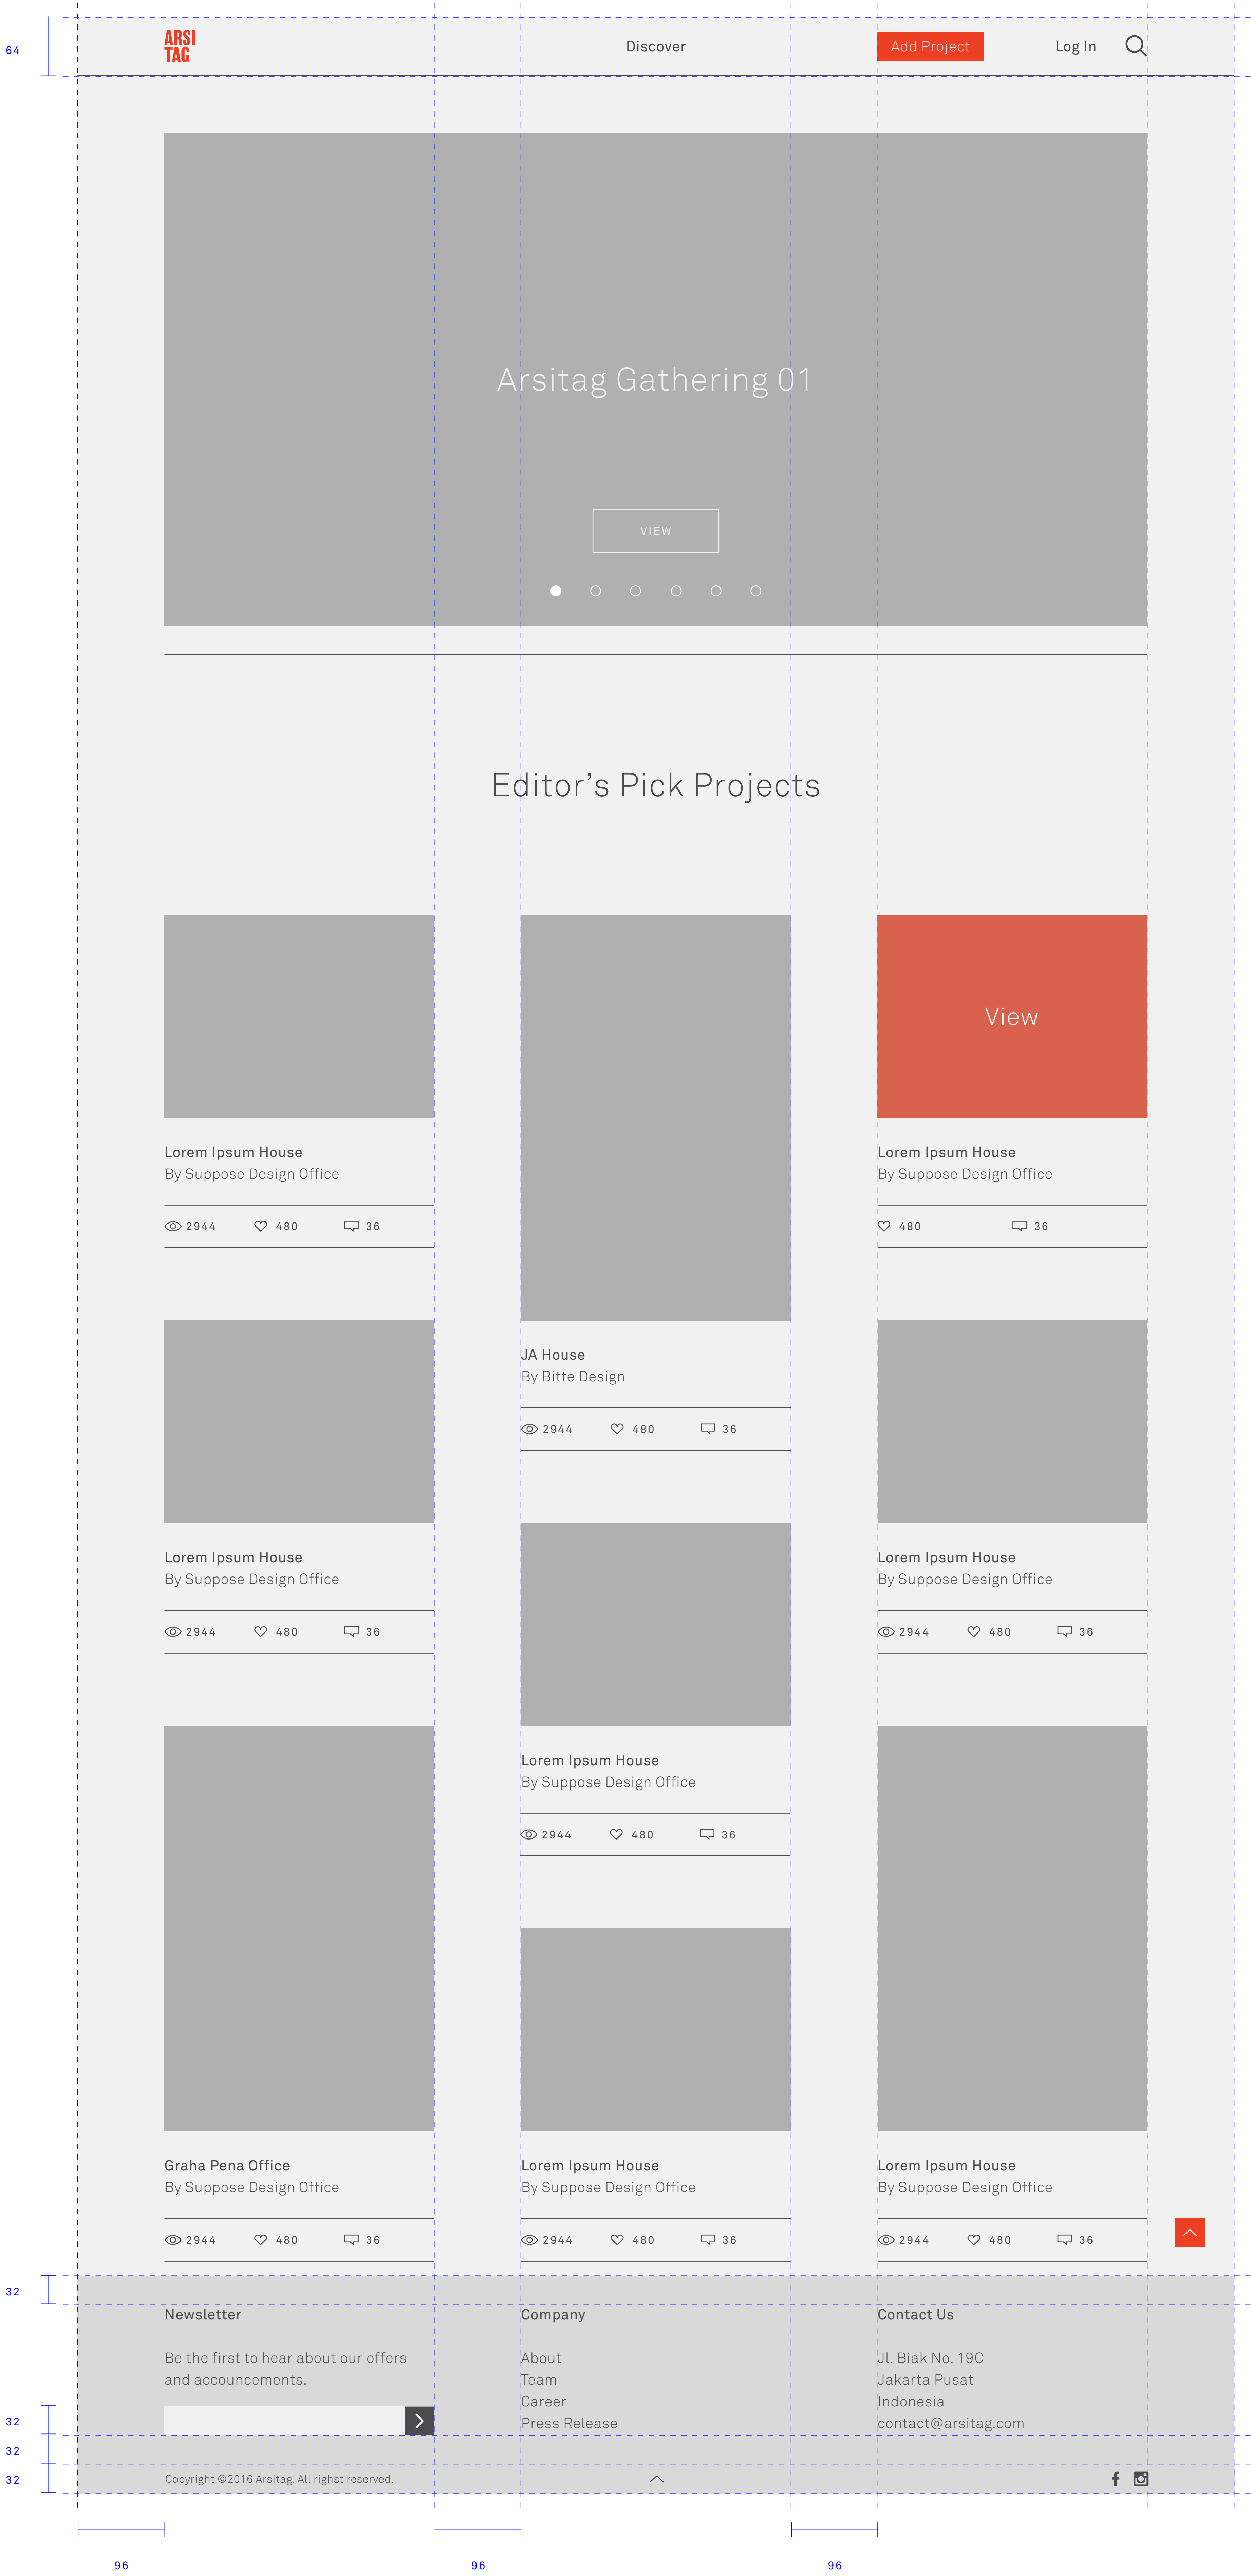 64
ARSI
TAG
Discover
Add Project
Log In
Arsitag Gathering 01
VIEW
Editor’s Pick Projects
View
Lorem Ipsum House
By Suppose Design Office
2944 480 36
Lorem Ipsum House
By Suppose Design Office
480 36
JA House
By Bitte Design
2944 480 36
Lorem Ipsum House
By Suppose Design Office
2944 480 36
Lorem Ipsum House
By Suppose Design Office
2944 480 36
Lorem Ipsum House
By Suppose Design Office
2944 480 36
Graha Pena Office
By Suppose Design Office
2944 480 36
Lorem Ipsum House
By Suppose Design Office
2944 480 36
Lorem Ipsum House
By Suppose Design Office
2944 480 36
32
Newsletter
Be the first to hear about our offers
and accouncements.
Company
About
Team
Career
Press Release
Contact Us
Jl. Biak No. 19C
Jakarta Pusat
Indonesia
contact@arsitag.com
32
32
32
Copyright ©2016 Arsitag. All righst reserved.
96
96
96